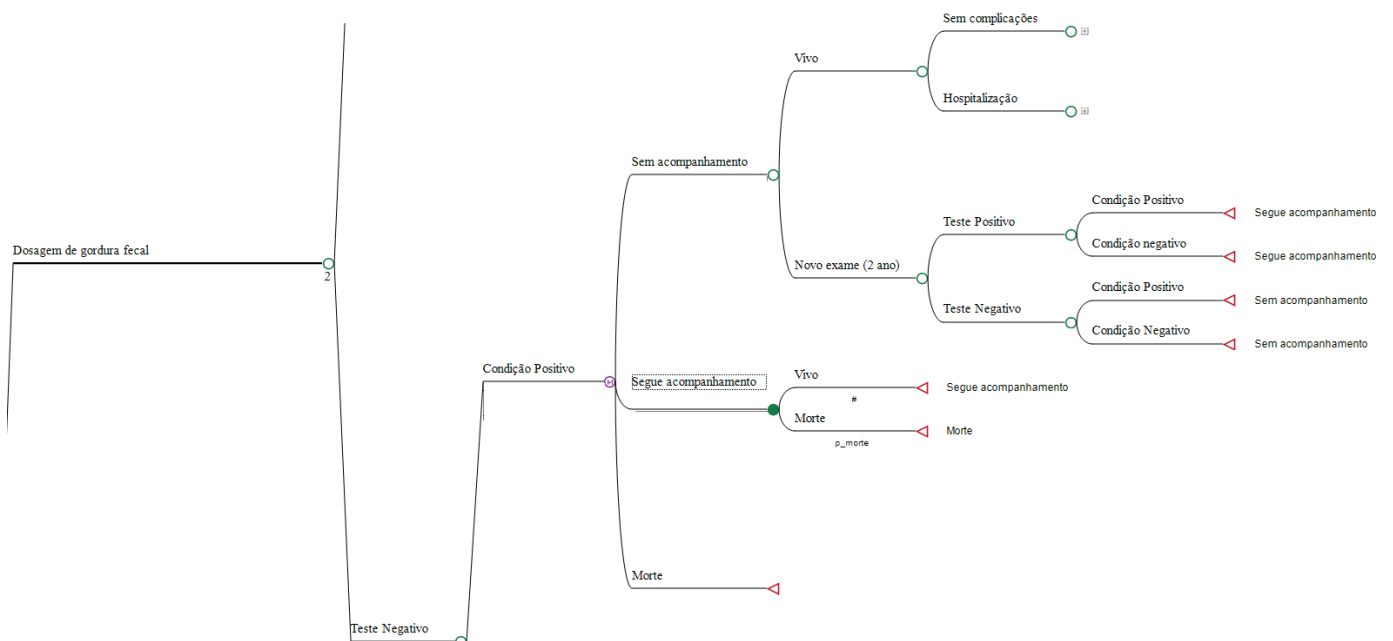 Sem complicações
Vivo
Hospitalização
Sem acompanhamento
Condição Positivo
Segue acompanhamento
Teste Positivo
Condição negativo
Segue acompanhamento
Dosagem de gordura fecal
2
Novo exame (2 ano)
Condição Positivo
Sem acompanhamento
Teste Negativo
Condição Negativo
Sem acompanhamento
Condição Positivo
M
Segue acompanhamento
Vivo
#
Segue acompanhamento
Morte
p_morte
Morte
Morte
Teste Negativo